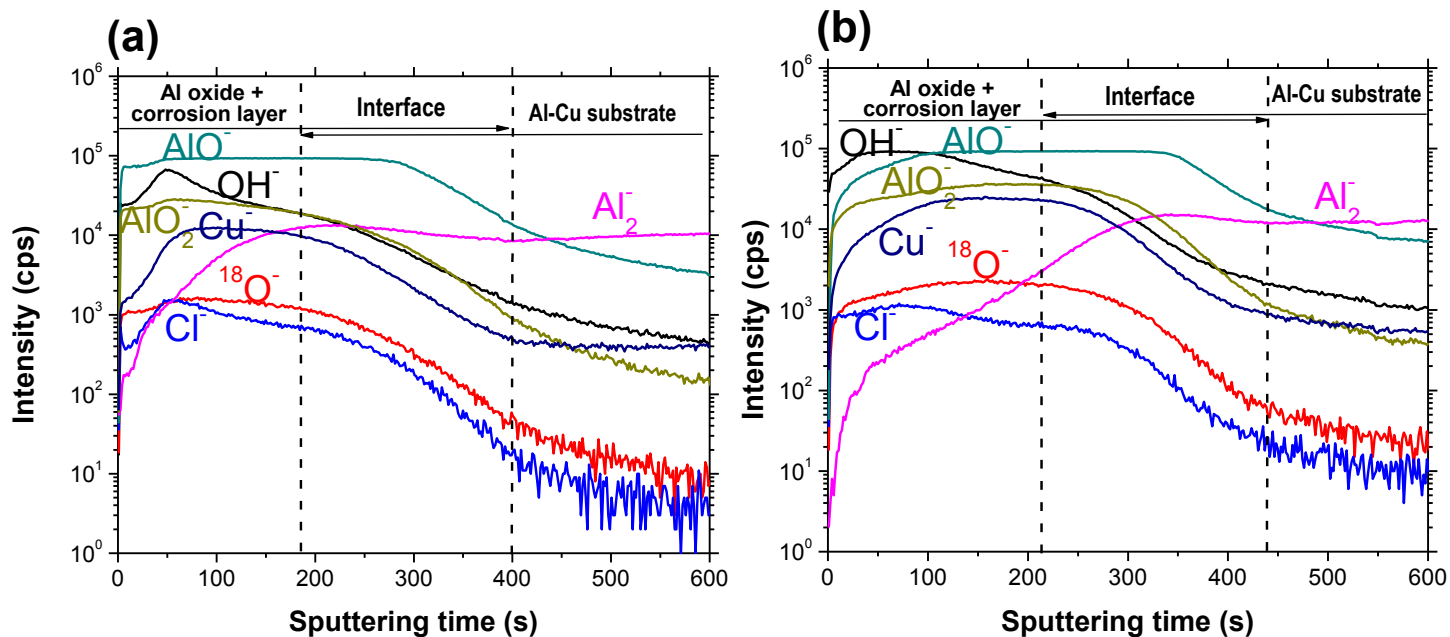 (a)
10⁶
10⁵
10⁴
10³
10²
10¹
10⁰
Intensity (cps)
Al oxide +
corrosion layer
Interface
Al-Cu substrate
AlO⁻
OH⁻
AlO₂⁻
Cu⁻
Al₂⁻
¹⁸O⁻
Cl⁻
0 100 200 300 400 500 600
Sputtering time (s)
(b)
10⁶
10⁵
10⁴
10³
10²
10¹
10⁰
Intensity (cps)
Al oxide +
corrosion layer
Interface
Al-Cu substrate
OH⁻
AlO⁻
AlO₂⁻
Cu⁻
Al₂⁻
¹⁸O⁻
Cl⁻
0 100 200 300 400 500 600
Sputtering time (s)